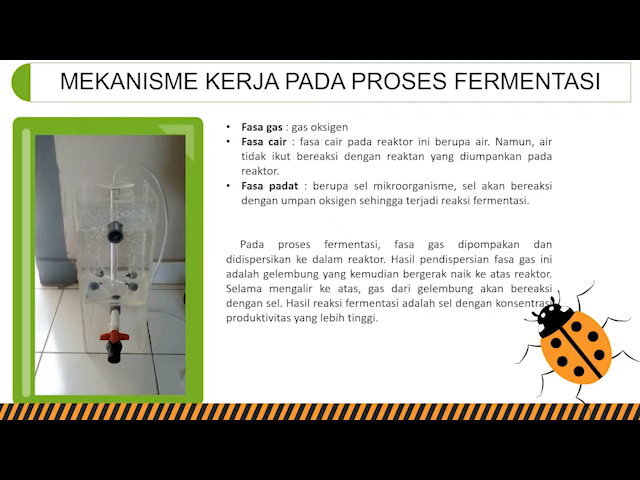 MEKANISME KERJA PADA PROSES FERMENTASI
• Fasa gas : gas oksigen
• Fasa cair : fasa cair pada reaktor ini berupa air. Namun, air
tidak ikut bereaksi dengan reaktan yang diumpankan pada
reaktor.
• Fasa padat : berupa sel mikroorganisme, sel akan bereaksi
dengan umpan oksigen sehingga terjadi reaksi fermentasi.
Pada proses fermentasi, fasa gas dipompakan dan
didispersikan ke dalam reaktor. Hasil pendispersian fasa gas ini
adalah gelembung yang kemudian bergerak naik ke atas reaktor.
Selama mengalir ke atas, gas dari gelembung akan bereaksi
dengan sel. Hasil reaksi fermentasi adalah sel dengan konsentrasi
produktivitas yang lebih tinggi.